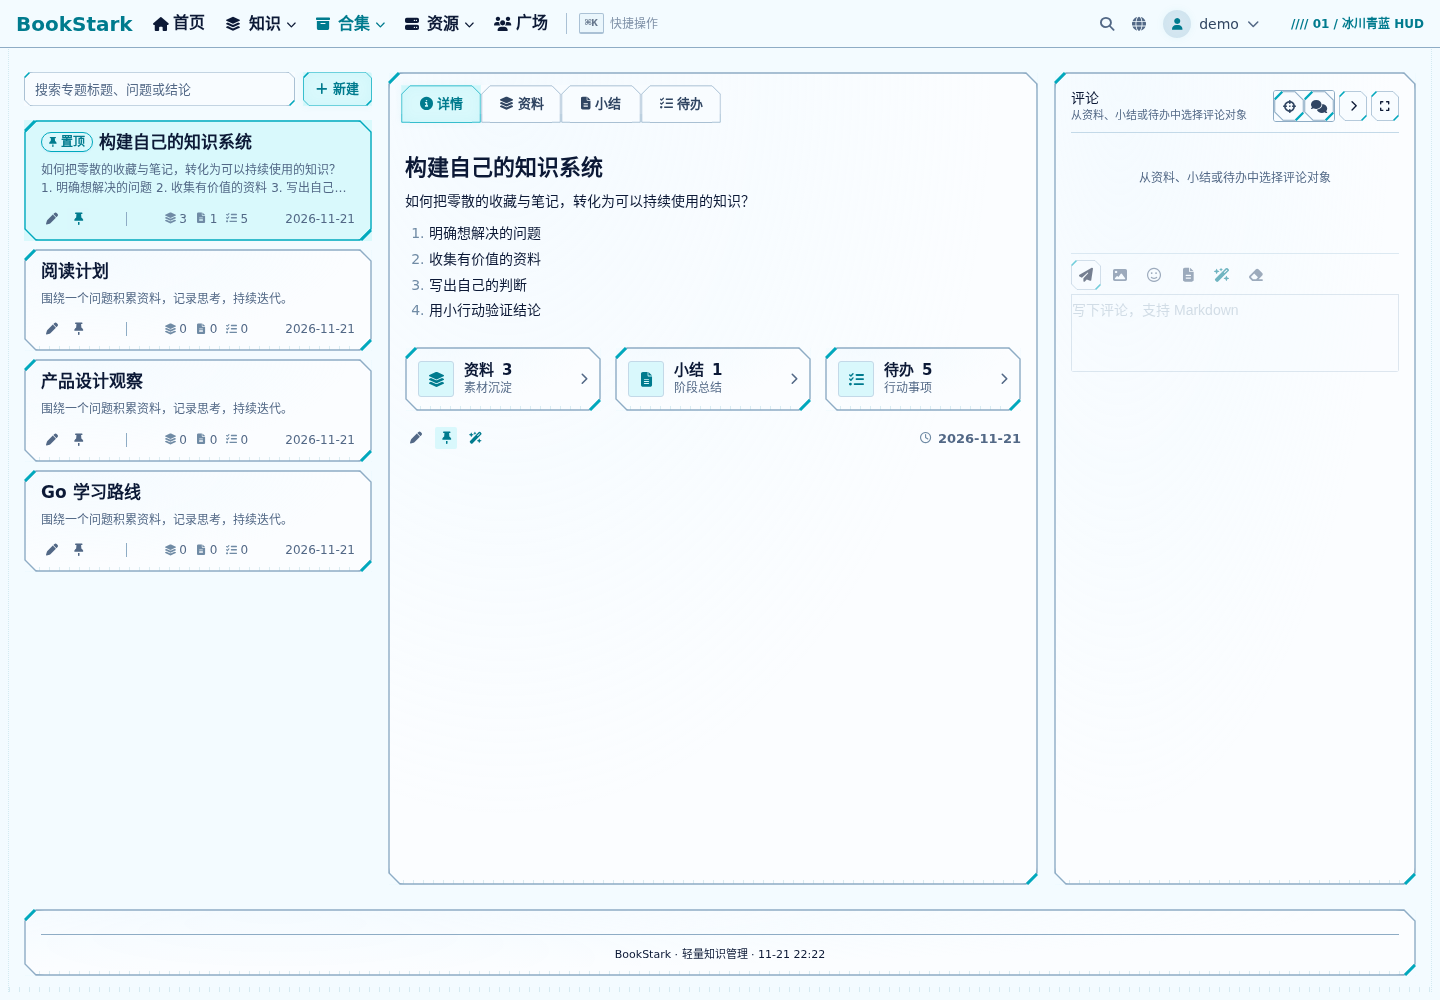 BookStark 首页 知识 合集 资源 广场 ⌘K 快捷操作 demo //// 01 / 冰川青蓝 HUD
搜索专题标题、问题或结论 新建
置顶 构建自己的知识系统
如何把零散的收藏与笔记，转化为可以持续使用的知识？
1. 明确想解决的问题 2. 收集有价值的资料 3. 写出自己...
3 1 5 2026-11-21
阅读计划
围绕一个问题积累资料，记录思考，持续迭代。
0 0 0 2026-11-21
产品设计观察
围绕一个问题积累资料，记录思考，持续迭代。
0 0 0 2026-11-21
Go 学习路线
围绕一个问题积累资料，记录思考，持续迭代。
0 0 0 2026-11-21
详情 资料 小结 待办
构建自己的知识系统
如何把零散的收藏与笔记，转化为可以持续使用的知识？
1. 明确想解决的问题
2. 收集有价值的资料
3. 写出自己的判断
4. 用小行动验证结论
资料 3
素材沉淀
小结 1
阶段总结
待办 5
行动事项
2026-11-21
评论
从资料、小结或待办中选择评论对象
从资料、小结或待办中选择评论对象
写下评论，支持 Markdown
BookStark · 轻量知识管理 · 11-21 22:22